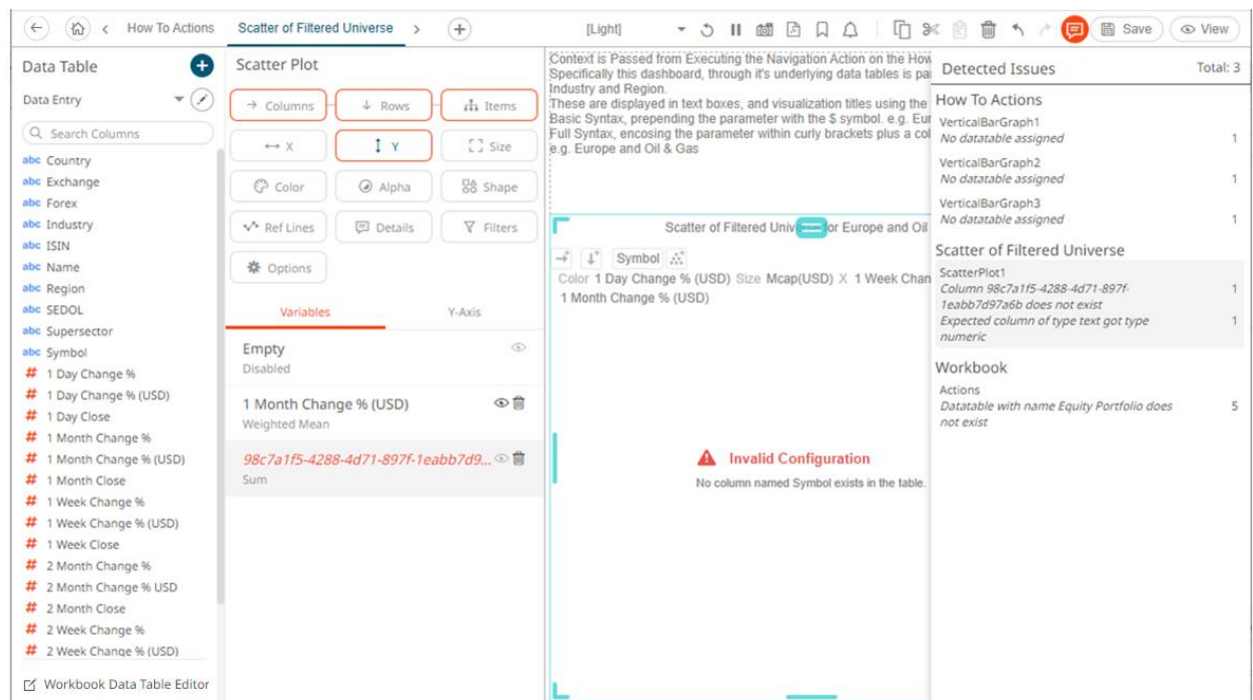 How To Actions
Scatter of Filtered Universe
[Light]
Save
View
Data Table
Data Entry
Search Columns
abc Country
abc Exchange
abc Forex
abc Industry
abc ISIN
abc Name
abc Region
abc SEDOL
abc Supersector
abc Symbol
# 1 Day Change %
# 1 Day Change % (USD)
# 1 Day Close
# 1 Month Change %
# 1 Month Change % (USD)
# 1 Month Close
# 1 Week Change %
# 1 Week Change % (USD)
# 1 Week Close
# 2 Month Change %
# 2 Month Change % USD
# 2 Month Close
# 2 Week Change %
# 2 Week Change % (USD)
Workbook Data Table Editor
Scatter Plot
Columns
Rows
Items
X
Y
Size
Color
Alpha
Shape
Ref Lines
Details
Filters
Options
Variables
Y-Axis
Empty
Disabled
1 Month Change % (USD)
Weighted Mean
98c7a1f5-4288-4d71-897f-1eabb7d9...
Sum
Context is Passed from Executing the Navigation Action on the How
Specifically this dashboard, through it's underlying data tables is pa
Industry and Region.
These are displayed in text boxes, and visualization titles using the
Basic Syntax, prepending the parameter with the $ symbol. e.g. Eur
Full Syntax, encosing the parameter within curly brackets plus a col
e.g. Europe and Oil & Gas
Scatter of Filtered Univ or Europe and Oil
Symbol
Color 1 Day Change % (USD) Size Mcap(USD) X 1 Week Chan
1 Month Change % (USD)
Invalid Configuration
No column named Symbol exists in the table.
Detected Issues
Total: 3
How To Actions
VerticalBarGraph1
No datatable assigned 1
VerticalBarGraph2
No datatable assigned 1
VerticalBarGraph3
No datatable assigned 1
Scatter of Filtered Universe
ScatterPlot1
Column 98c7a1f5-4288-4d71-897f- 1
1eabb7d97a6b does not exist
Expected column of type text got type 1
numeric
Workbook
Actions
Datatable with name Equity Portfolio does 5
not exist